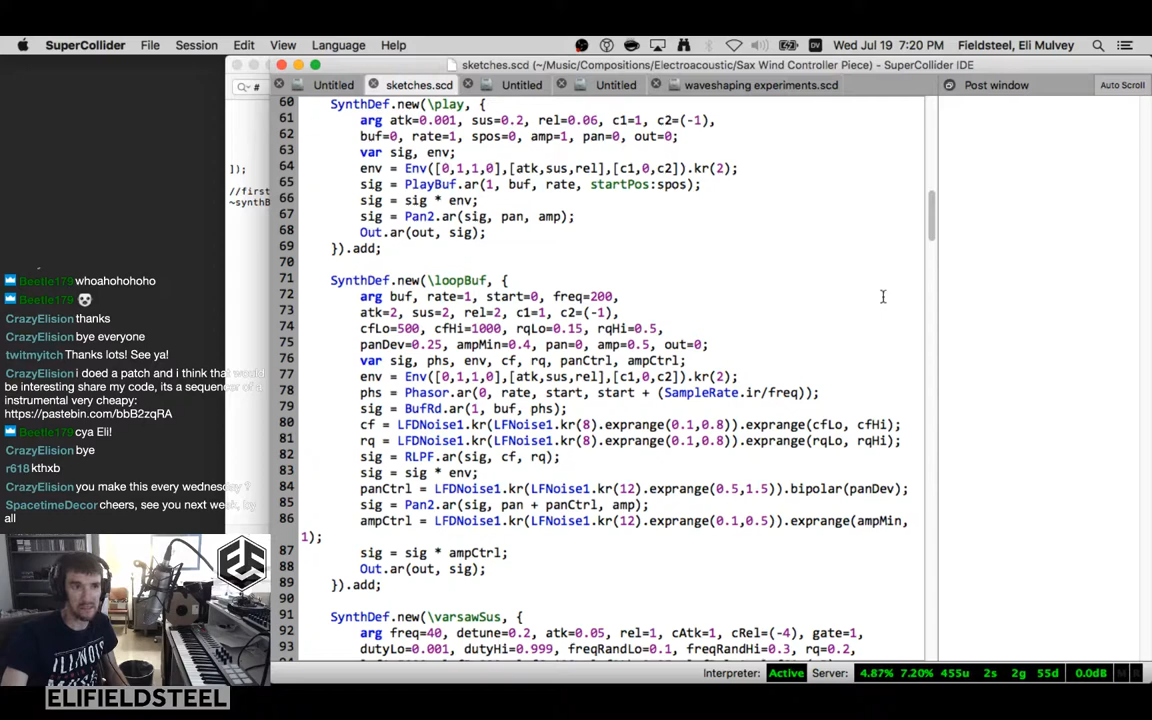 SuperCollider File Session Edit View Language Help
Wed Jul 19 7:20 PM Fieldsteel, Eli Mulvey
sketches.scd (~/Music/Compositions/Electroacoustic/Sax Wind Controller Piece) - SuperCollider IDE
#
Untitled sketches.scd Untitled Untitled waveshaping experiments.scd
Post window Auto Scroll
60 SynthDef.new(\play, {
61 arg atk=0.001, sus=0.2, rel=0.06, c1=1, c2=(-1),
62 buf=0, rate=1, spos=0, amp=1, pan=0, out=0;
63 var sig, env;
64 env = Env([0,1,1,0],[atk,sus,rel],[c1,0,c2]).kr(2);
65 sig = PlayBuf.ar(1, buf, rate, startPos:spos);
66 sig = sig * env;
67 sig = Pan2.ar(sig, pan, amp);
68 Out.ar(out, sig);
69 }).add;
70
71 SynthDef.new(\loopBuf, {
72 arg buf, rate=1, start=0, freq=200,
73 atk=2, sus=2, rel=2, c1=1, c2=(-1),
74 cfLo=500, cfHi=1000, rqLo=0.15, rqHi=0.5,
75 panDev=0.25, ampMin=0.4, pan=0, amp=0.5, out=0;
76 var sig, phs, env, cf, rq, panCtrl, ampCtrl;
77 env = Env([0,1,1,0],[atk,sus,rel],[c1,0,c2]).kr(2);
78 phs = Phasor.ar(0, rate, start, start + (SampleRate.ir/freq));
79 sig = BufRd.ar(1, buf, phs);
80 cf = LFDNoise1.kr(LFNoise1.kr(8).exprange(0.1,0.8)).exprange(cfLo, cfHi);
81 rq = LFDNoise1.kr(LFNoise1.kr(8).exprange(0.1,0.8)).exprange(rqLo, rqHi);
82 sig = RLPF.ar(sig, cf, rq);
83 sig = sig * env;
84 panCtrl = LFDNoise1.kr(LFNoise1.kr(12).exprange(0.5,1.5)).bipolar(panDev);
85 sig = Pan2.ar(sig, pan + panCtrl, amp);
86 ampCtrl = LFDNoise1.kr(LFNoise1.kr(12).exprange(0.1,0.5)).exprange(ampMin,
1);
87 sig = sig * ampCtrl;
88 Out.ar(out, sig);
89 }).add;
90
91 SynthDef.new(\varsawSus, {
92 arg freq=40, detune=0.2, atk=0.05, rel=1, cAtk=1, cRel=(-4), gate=1,
93 dutyLo=0.001, dutyHi=0.999, freqRandLo=0.1, freqRandHi=0.3, rq=0.2,
]);
//first
~synthB
Beetle179 whoahohohoho
Beetle179
CrazyElision thanks
CrazyElision bye everyone
twitmyitch Thanks lots! See ya!
CrazyElision i doed a patch and i think that would
be interesting share my code, its a sequencer of a
instrumental very cheapy:
https://pastebin.com/bbB2zqRA
Beetle179 cya Eli!
CrazyElision bye
r618 kthxb
CrazyElision you make this every wednesday ?
SpacetimeDecor cheers, see you next week, by
all
ILLINOIS
ELIFIELDSTEEL
Interpreter: Active Server: 4.87% 7.20% 455u 2s 2g 55d 0.0dB M R